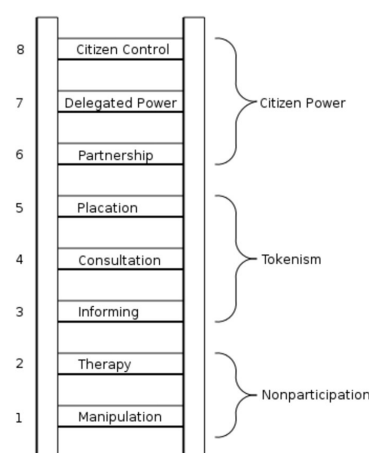 8 Citizen Control
7 Delegated Power
Citizen Power
6 Partnership
5 Placation
4 Consultation
Tokenism
3 Informing
2 Therapy
Nonparticipation
1 Manipulation